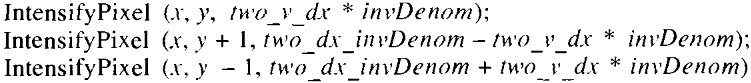 IntensifyPixel (x, y, two_v_dx * invDenom);
IntensifyPixel (x, y + 1, two_dx_invDenom − two_v_dx * invDenom);
IntensifyPixel (x, y − 1, two_dx_invDenom + two_v_dx * invDenom)